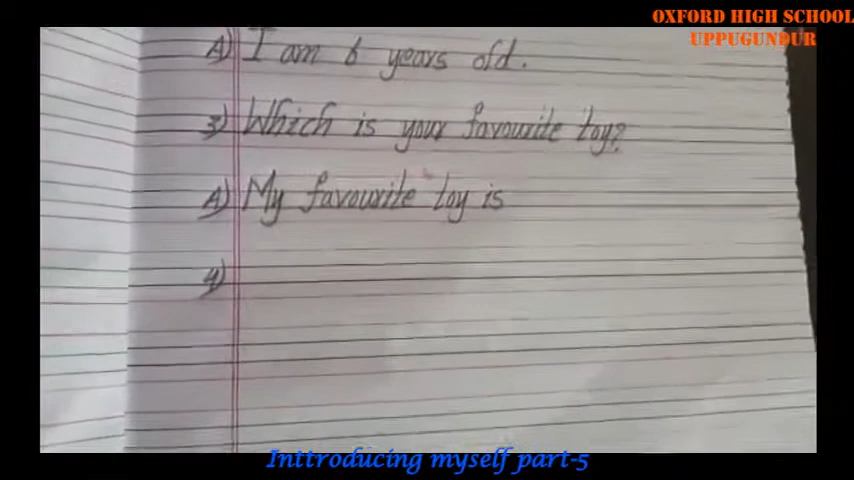 OXFORD HIGH SCHOOL
UPPUGUNDUR
A) I am 6 years old.
3) Which is your favourite toy?
A) My favourite toy is
4)
Inttroducing myself part-5